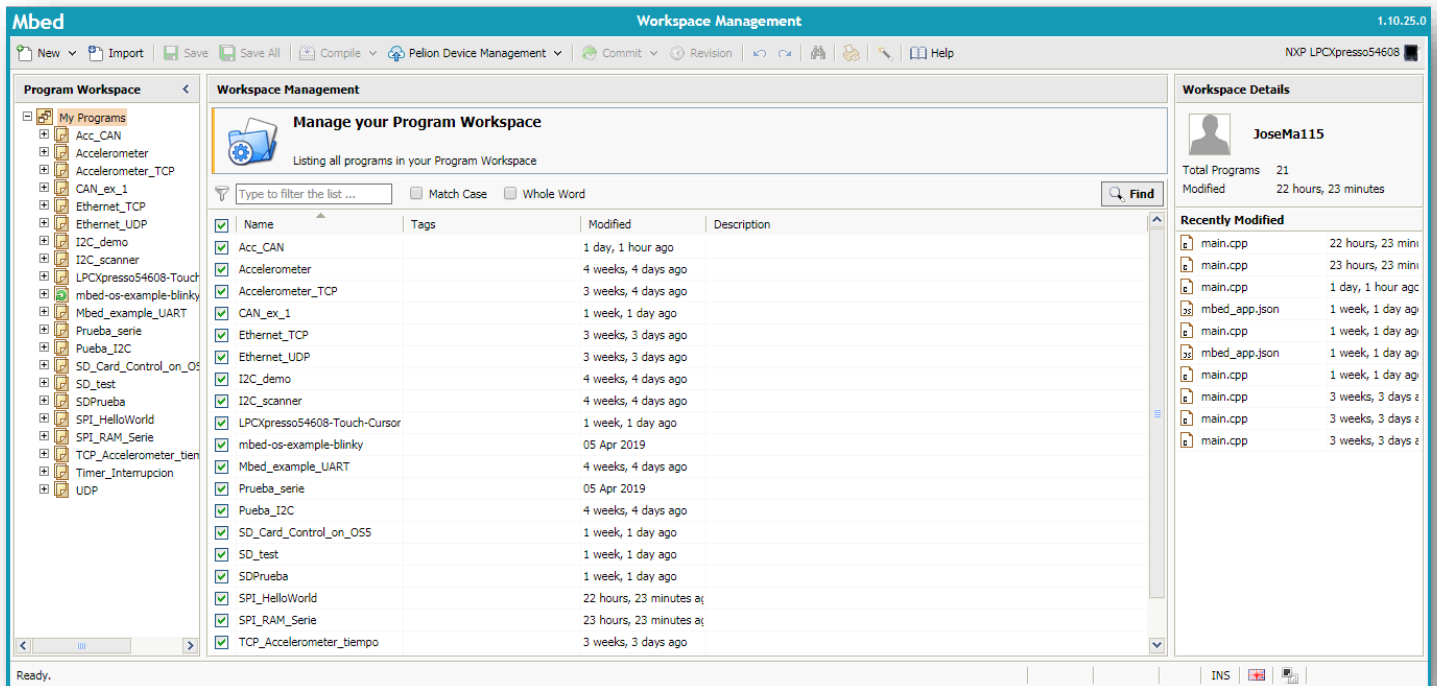 Mbed Workspace Management 1.10.25.0
New Import Save Save All Compile Pelion Device Management Commit Revision Help NXP LPCXpresso54608
Program Workspace
My Programs
Acc_CAN
Accelerometer
Accelerometer_TCP
CAN_ex_1
Ethernet_TCP
Ethernet_UDP
I2C_demo
I2C_scanner
LPCXpresso54608-Touch
mbed-os-example-blinky
Mbed_example_UART
Prueba_serie
Pueba_I2C
SD_Card_Control_on_OS
SD_test
SDPrueba
SPI_HelloWorld
SPI_RAM_Serie
TCP_Accelerometer_tiem
Timer_Interrupcion
UDP
Workspace Management
Manage your Program Workspace
Listing all programs in your Program Workspace
Type to filter the list ... Match Case Whole Word Find
Name Tags Modified Description
Acc_CAN 1 day, 1 hour ago
Accelerometer 4 weeks, 4 days ago
Accelerometer_TCP 3 weeks, 4 days ago
CAN_ex_1 1 week, 1 day ago
Ethernet_TCP 3 weeks, 3 days ago
Ethernet_UDP 3 weeks, 3 days ago
I2C_demo 4 weeks, 4 days ago
I2C_scanner 4 weeks, 4 days ago
LPCXpresso54608-Touch-Cursor 1 week, 1 day ago
mbed-os-example-blinky 05 Apr 2019
Mbed_example_UART 4 weeks, 4 days ago
Prueba_serie 05 Apr 2019
Pueba_I2C 4 weeks, 4 days ago
SD_Card_Control_on_OS5 1 week, 1 day ago
SD_test 1 week, 1 day ago
SDPrueba 1 week, 1 day ago
SPI_HelloWorld 22 hours, 23 minutes ag
SPI_RAM_Serie 23 hours, 23 minutes ag
TCP_Accelerometer_tiempo 3 weeks, 3 days ago
Workspace Details
JoseMa115
Total Programs 21
Modified 22 hours, 23 minutes
Recently Modified
main.cpp 22 hours, 23 minu
main.cpp 23 hours, 23 minu
main.cpp 1 day, 1 hour ago
mbed_app.json 1 week, 1 day ag
main.cpp 1 week, 1 day ag
mbed_app.json 1 week, 1 day ag
main.cpp 1 week, 1 day ag
main.cpp 3 weeks, 3 days a
main.cpp 3 weeks, 3 days a
main.cpp 3 weeks, 3 days a
Ready. INS